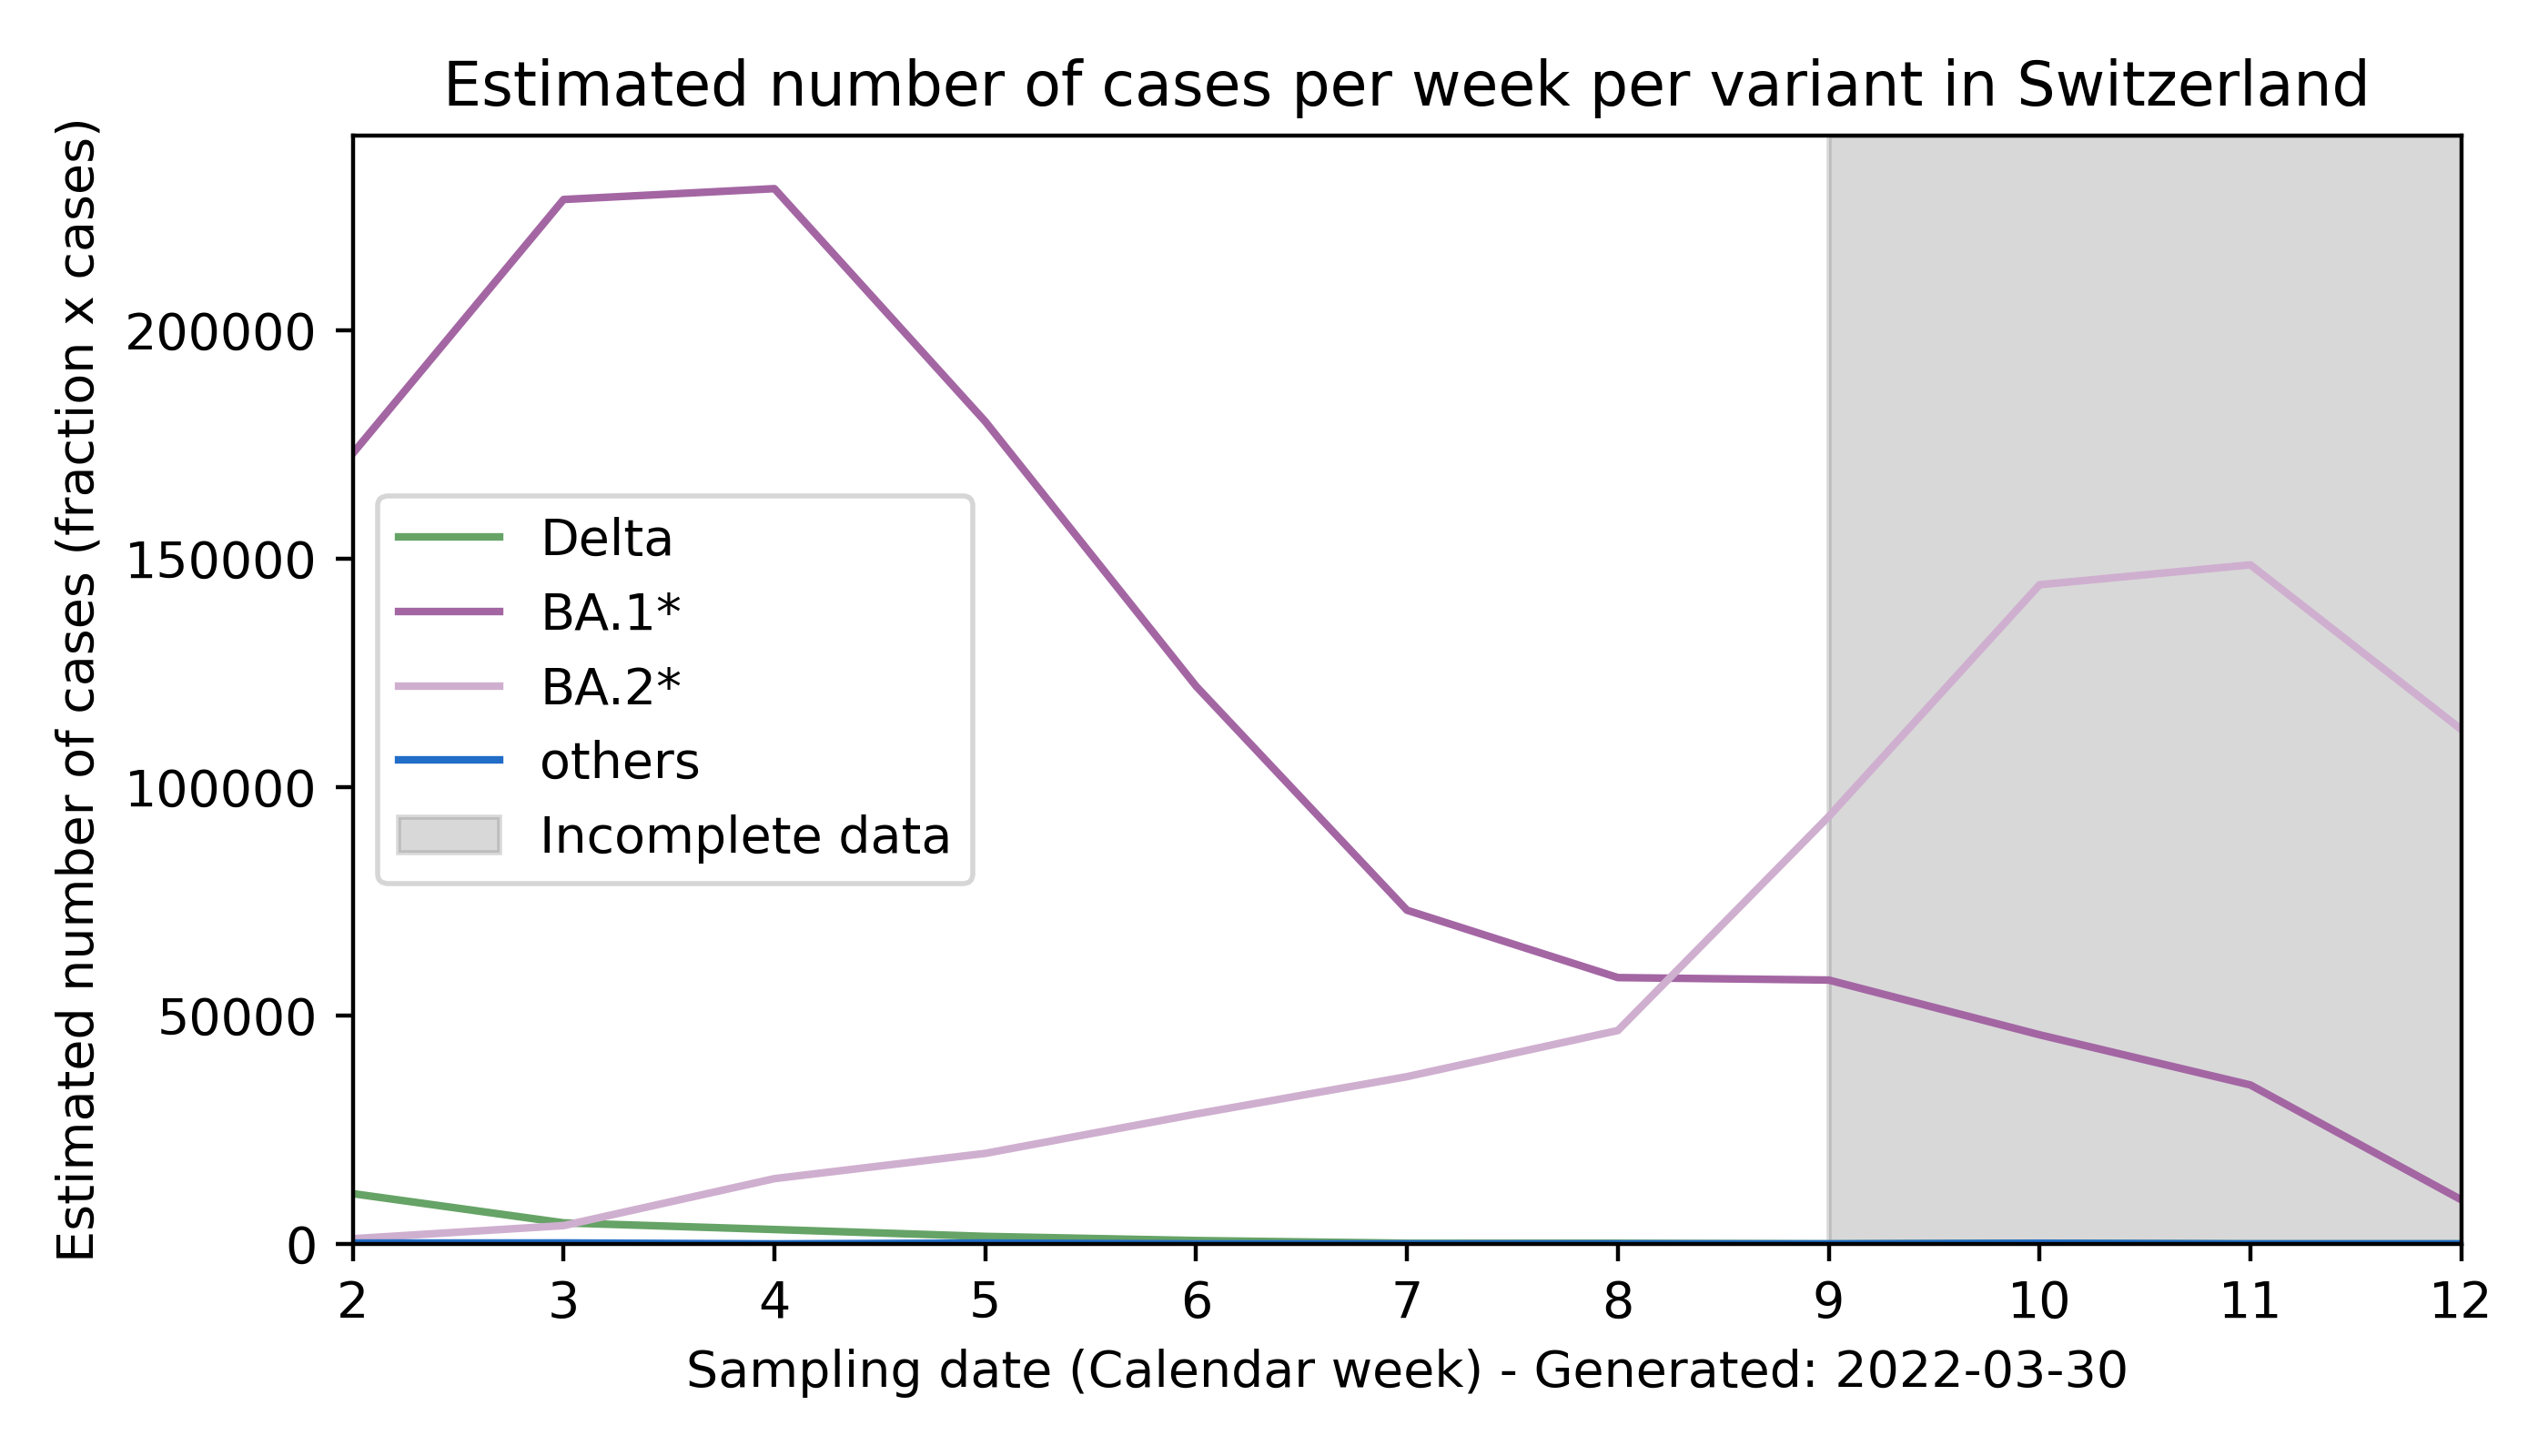 Estimated number of cases per week per variant in Switzerland
Estimated number of cases (fraction x cases)
200000
150000
100000
50000
0
Delta
BA.1*
BA.2*
others
Incomplete data
2 3 4 5 6 7 8 9 10 11 12
Sampling date (Calendar week) - Generated: 2022-03-30